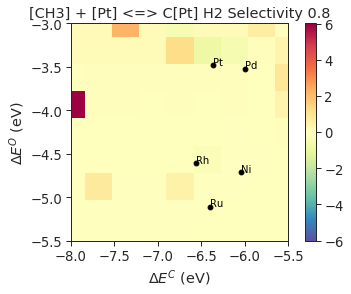 [CH3] + [Pt] <=> C[Pt] H2 Selectivity 0.8
−3.0
−3.5
−4.0
−4.5
−5.0
−5.5
ΔE^O (eV)
Pt
Pd
Rh
Ni
Ru
−8.0 −7.5 −7.0 −6.5 −6.0 −5.5
ΔE^C (eV)
6
4
2
0
−2
−4
−6